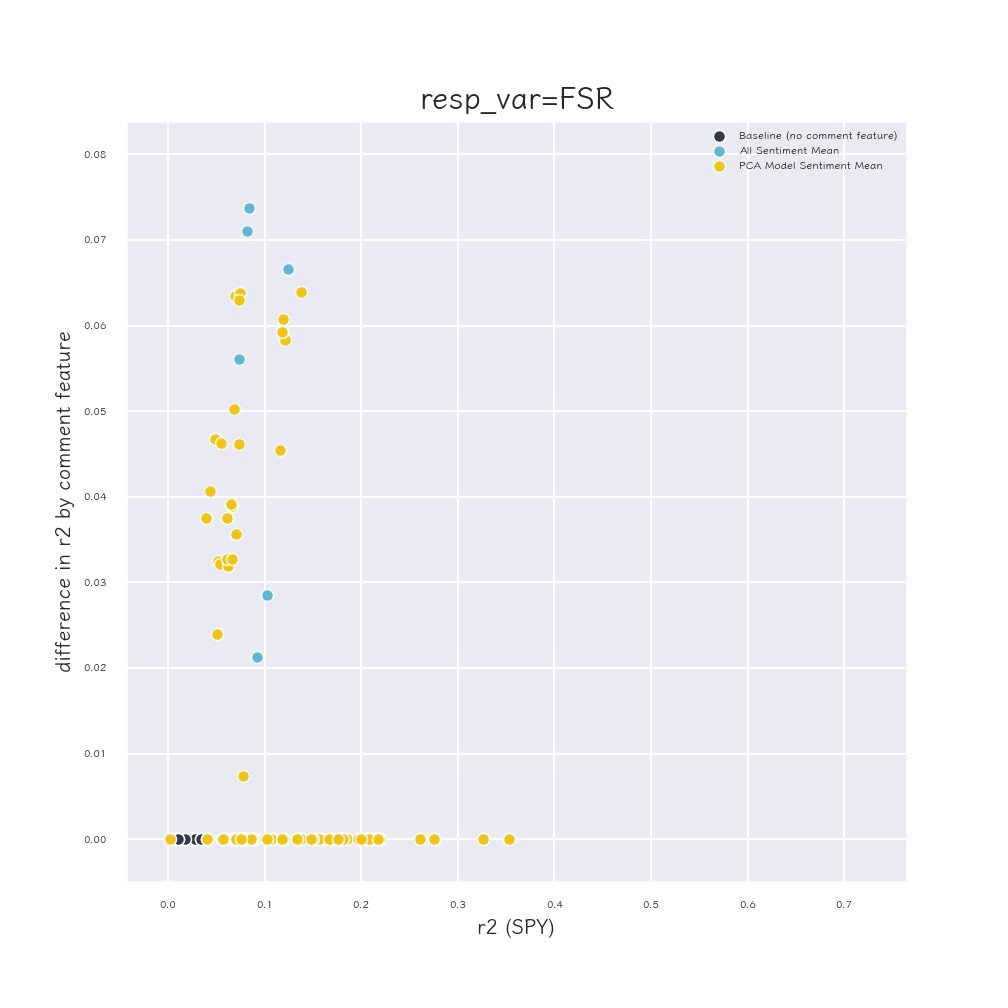 resp_var=FSR
Baseline (no comment feature)
All Sentiment Mean
PCA Model Sentiment Mean
difference in r2 by comment feature
0.08
0.07
0.06
0.05
0.04
0.03
0.02
0.01
0.00
0.0 0.1 0.2 0.3 0.4 0.5 0.6 0.7
r2 (SPY)